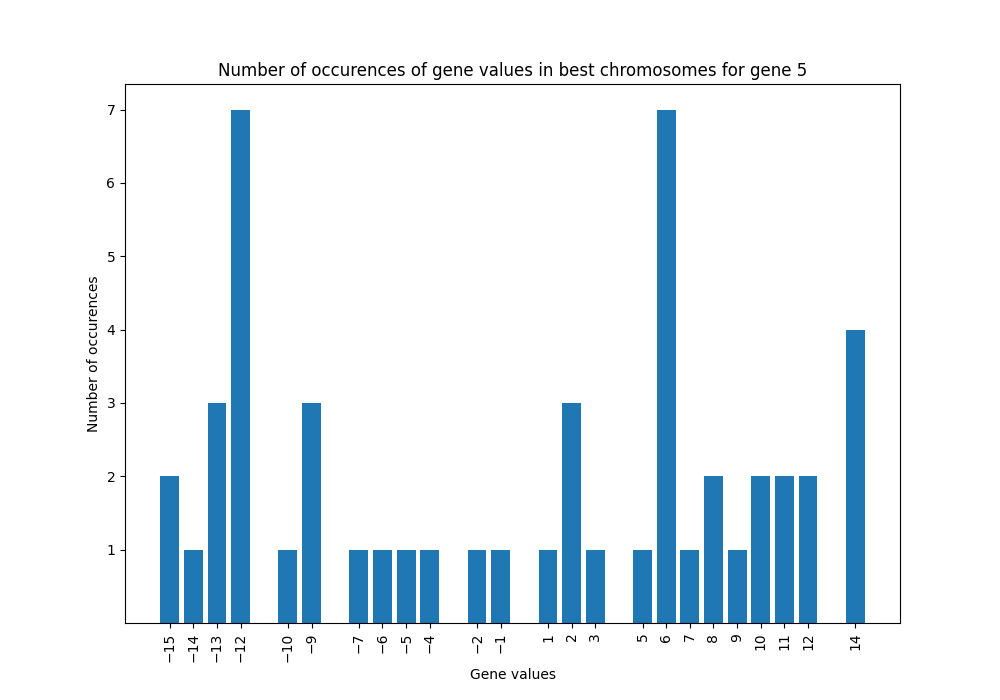 Number of occurences of gene values in best chromosomes for gene 5
Number of occurences
7
6
5
4
3
2
1
−15 −14 −13 −12 −10 −9 −7 −6 −5 −4 −2 −1 1 2 3 5 6 7 8 9 10 11 12 14
Gene values